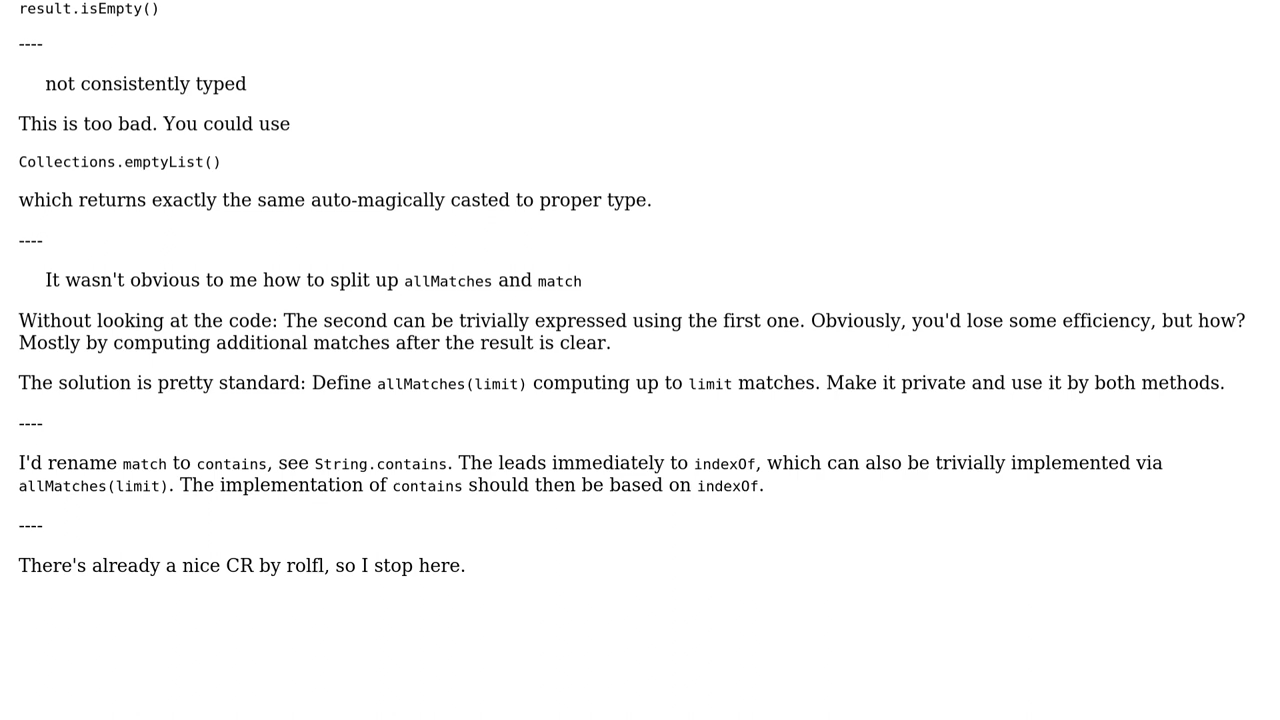 result.isEmpty()
----
not consistently typed
This is too bad. You could use
Collections.emptyList()
which returns exactly the same auto-magically casted to proper type.
----
It wasn't obvious to me how to split up allMatches and match
Without looking at the code: The second can be trivially expressed using the first one. Obviously, you'd lose some efficiency, but how?
Mostly by computing additional matches after the result is clear.
The solution is pretty standard: Define allMatches(limit) computing up to limit matches. Make it private and use it by both methods.
----
I'd rename match to contains, see String.contains. The leads immediately to indexOf, which can also be trivially implemented via
allMatches(limit). The implementation of contains should then be based on indexOf.
----
There's already a nice CR by rolfl, so I stop here.